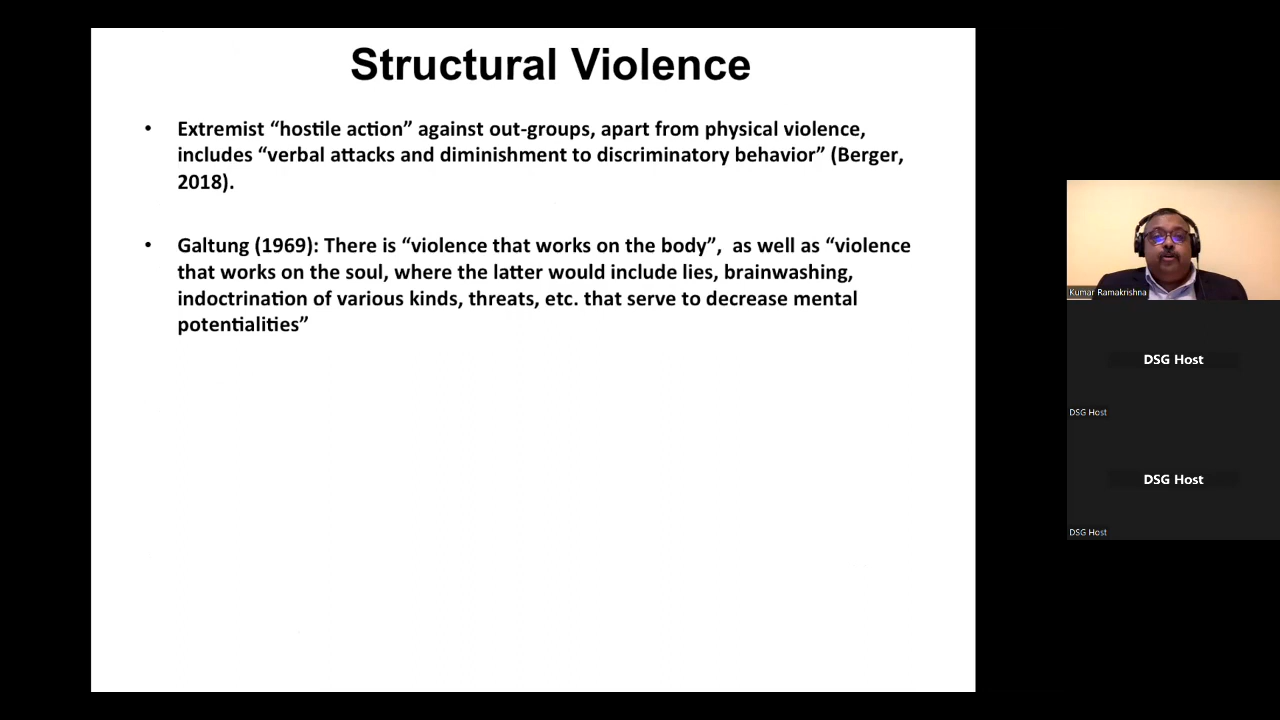 Structural Violence
• Extremist “hostile action” against out-groups, apart from physical violence,
includes “verbal attacks and diminishment to discriminatory behavior” (Berger,
2018).
• Galtung (1969): There is “violence that works on the body”,  as well as “violence
that works on the soul, where the latter would include lies, brainwashing,
indoctrination of various kinds, threats, etc. that serve to decrease mental
potentialities”
Kumar Ramakrishna
DSG Host
DSG Host
DSG Host
DSG Host